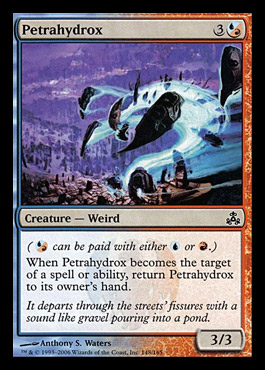 Petrahydrox 3
Creature — Weird
( can be paid with either or .)
When Petrahydrox becomes the target
of a spell or ability, return Petrahydrox
to its owner's hand.
It departs through the streets' fissures with a
sound like gravel pouring into a pond.
Anthony S. Waters
3/3
™ & © 1993–2006 Wizards of the Coast, Inc. 148/165